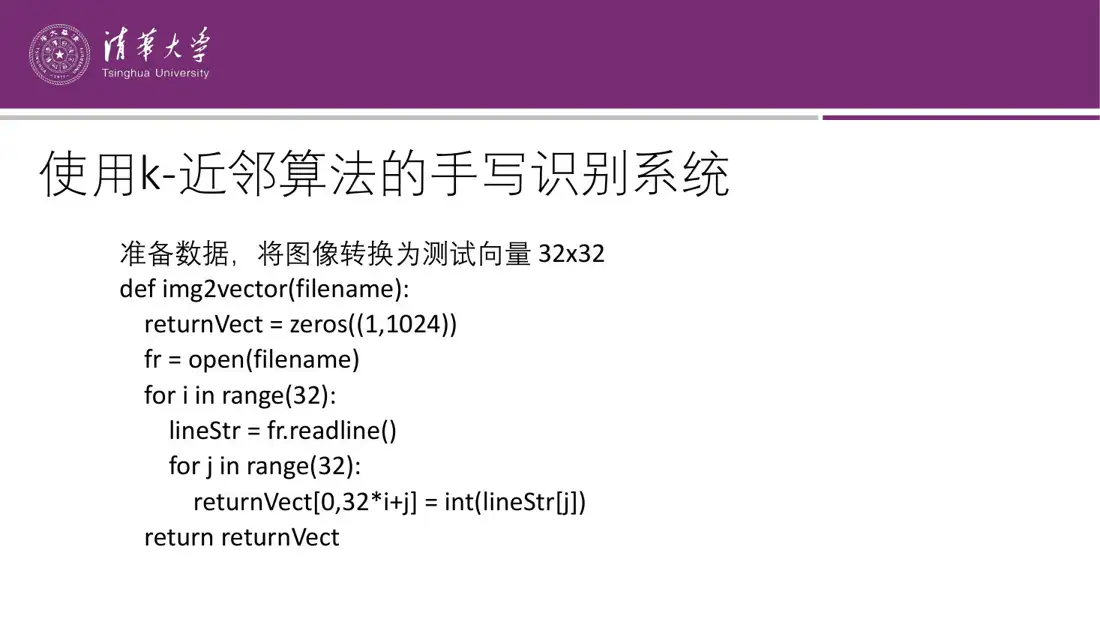 清华大学
Tsinghua University
使用k-近邻算法的手写识别系统
准备数据，将图像转换为测试向量 32x32
def img2vector(filename):
    returnVect = zeros((1,1024))
    fr = open(filename)
    for i in range(32):
        lineStr = fr.readline()
        for j in range(32):
            returnVect[0,32*i+j] = int(lineStr[j])
    return returnVect